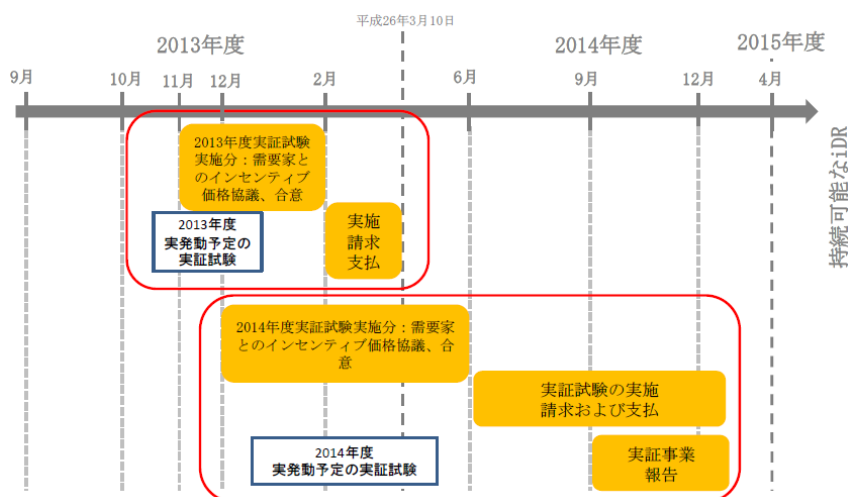 平成26年3月10日
2013年度
2014年度
2015年度
9月
10月
11月
12月
2月
6月
9月
12月
4月
持続可能なiDR
2013年度実証試験
実施分：需要家と
のインセンティブ
価格協議、合意
2013年度
実発動予定の
実証試験
実施
請求
支払
2014年度実証試験実施分：需要家
とのインセンティブ価格協議、合
意
実証試験の実施
請求および支払
2014年度
実発動予定の実証試験
実証事業
報告